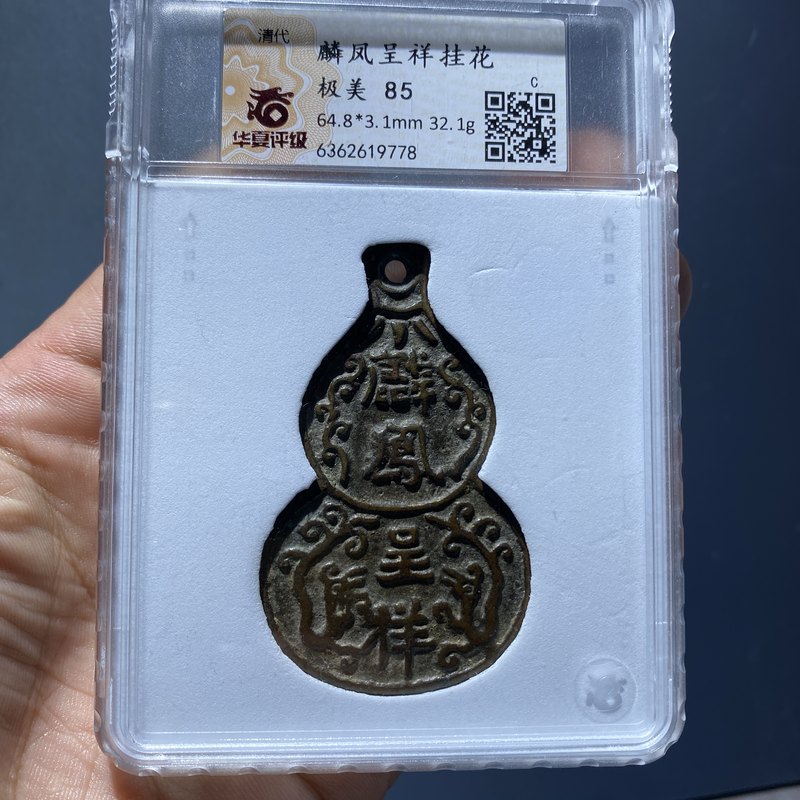 清代
华夏评级
麟凤呈祥挂花
极美 85
64.8*3.1mm 32.1g
6362619778
C
麟
鳳
呈
祥